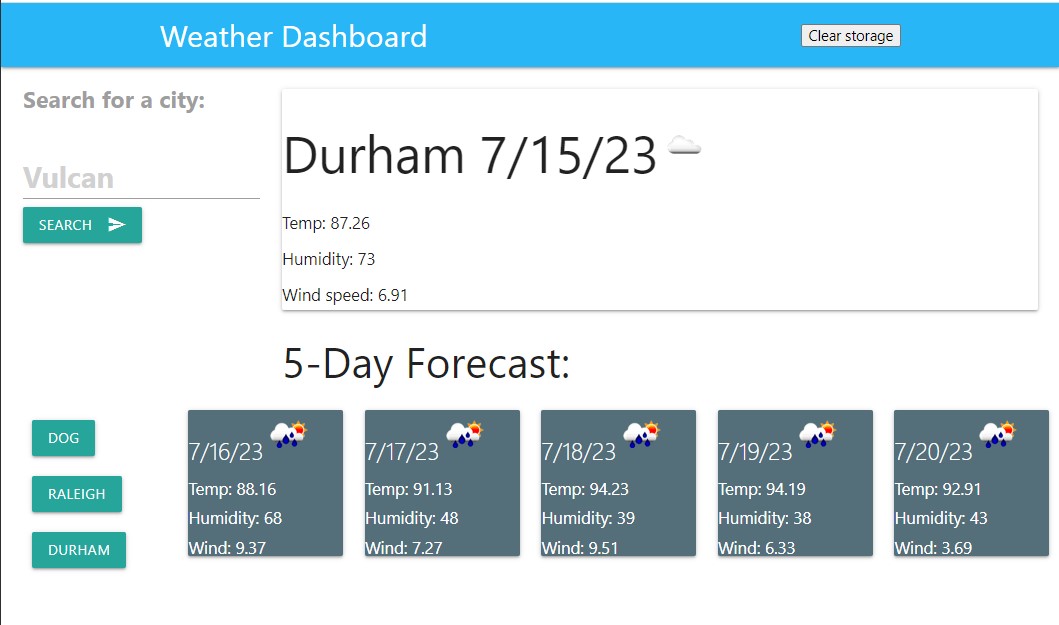 Weather Dashboard
Clear storage
Search for a city:
Vulcan
SEARCH
Durham 7/15/23
Temp: 87.26
Humidity: 73
Wind speed: 6.91
5-Day Forecast:
DOG
RALEIGH
DURHAM
7/16/23
Temp: 88.16
Humidity: 68
Wind: 9.37
7/17/23
Temp: 91.13
Humidity: 48
Wind: 7.27
7/18/23
Temp: 94.23
Humidity: 39
Wind: 9.51
7/19/23
Temp: 94.19
Humidity: 38
Wind: 6.33
7/20/23
Temp: 92.91
Humidity: 43
Wind: 3.69